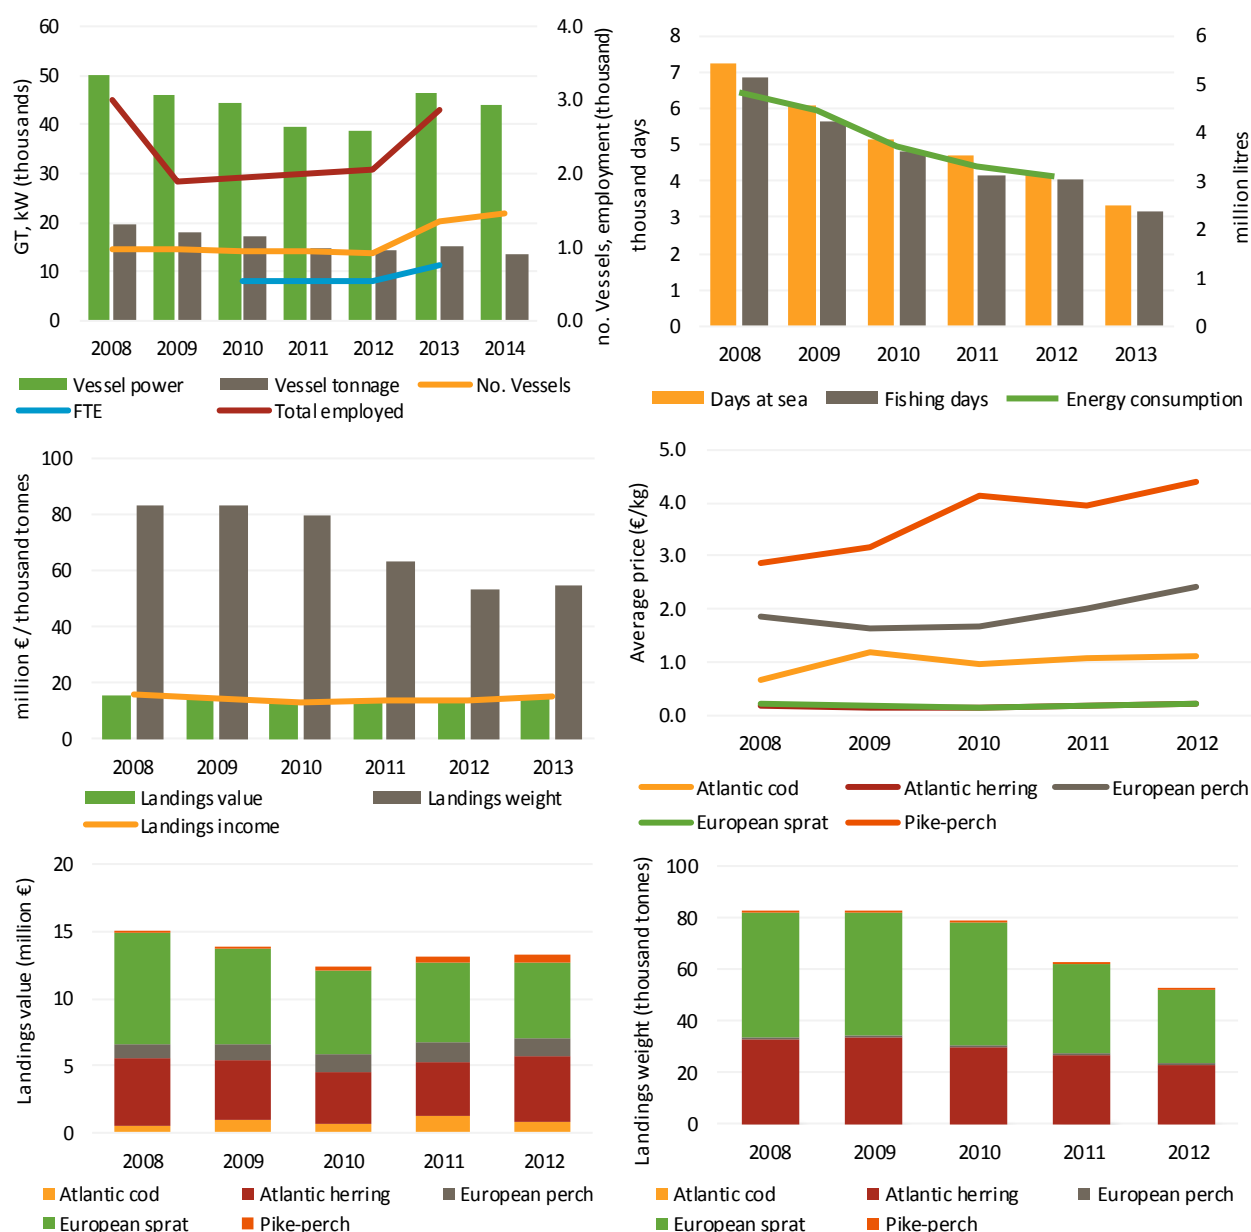 60
50
40
30
20
10
0
GT, kW (thousands)
4.0
3.0
2.0
1.0
0.0
no. Vessels, employment (thousand)
2008 2009 2010 2011 2012 2013 2014
Vessel power Vessel tonnage No. Vessels
FTE Total employed
8
7
6
5
4
3
2
1
0
thousand days
6
5
4
3
2
1
0
million litres
2008 2009 2010 2011 2012 2013
Days at sea Fishing days Energy consumption
100
80
60
40
20
0
million € / thousand tonnes
2008 2009 2010 2011 2012 2013
Landings value Landings weight
Landings income
5.0
4.0
3.0
2.0
1.0
0.0
Average price (€/kg)
2008 2009 2010 2011 2012
Atlantic cod Atlantic herring European perch
European sprat Pike-perch
20
15
10
5
0
Landings value (million €)
2008 2009 2010 2011 2012
Atlantic cod Atlantic herring European perch
European sprat Pike-perch
100
80
60
40
20
0
Landings weight (thousand tonnes)
2008 2009 2010 2011 2012
Atlantic cod Atlantic herring European perch
European sprat Pike-perch